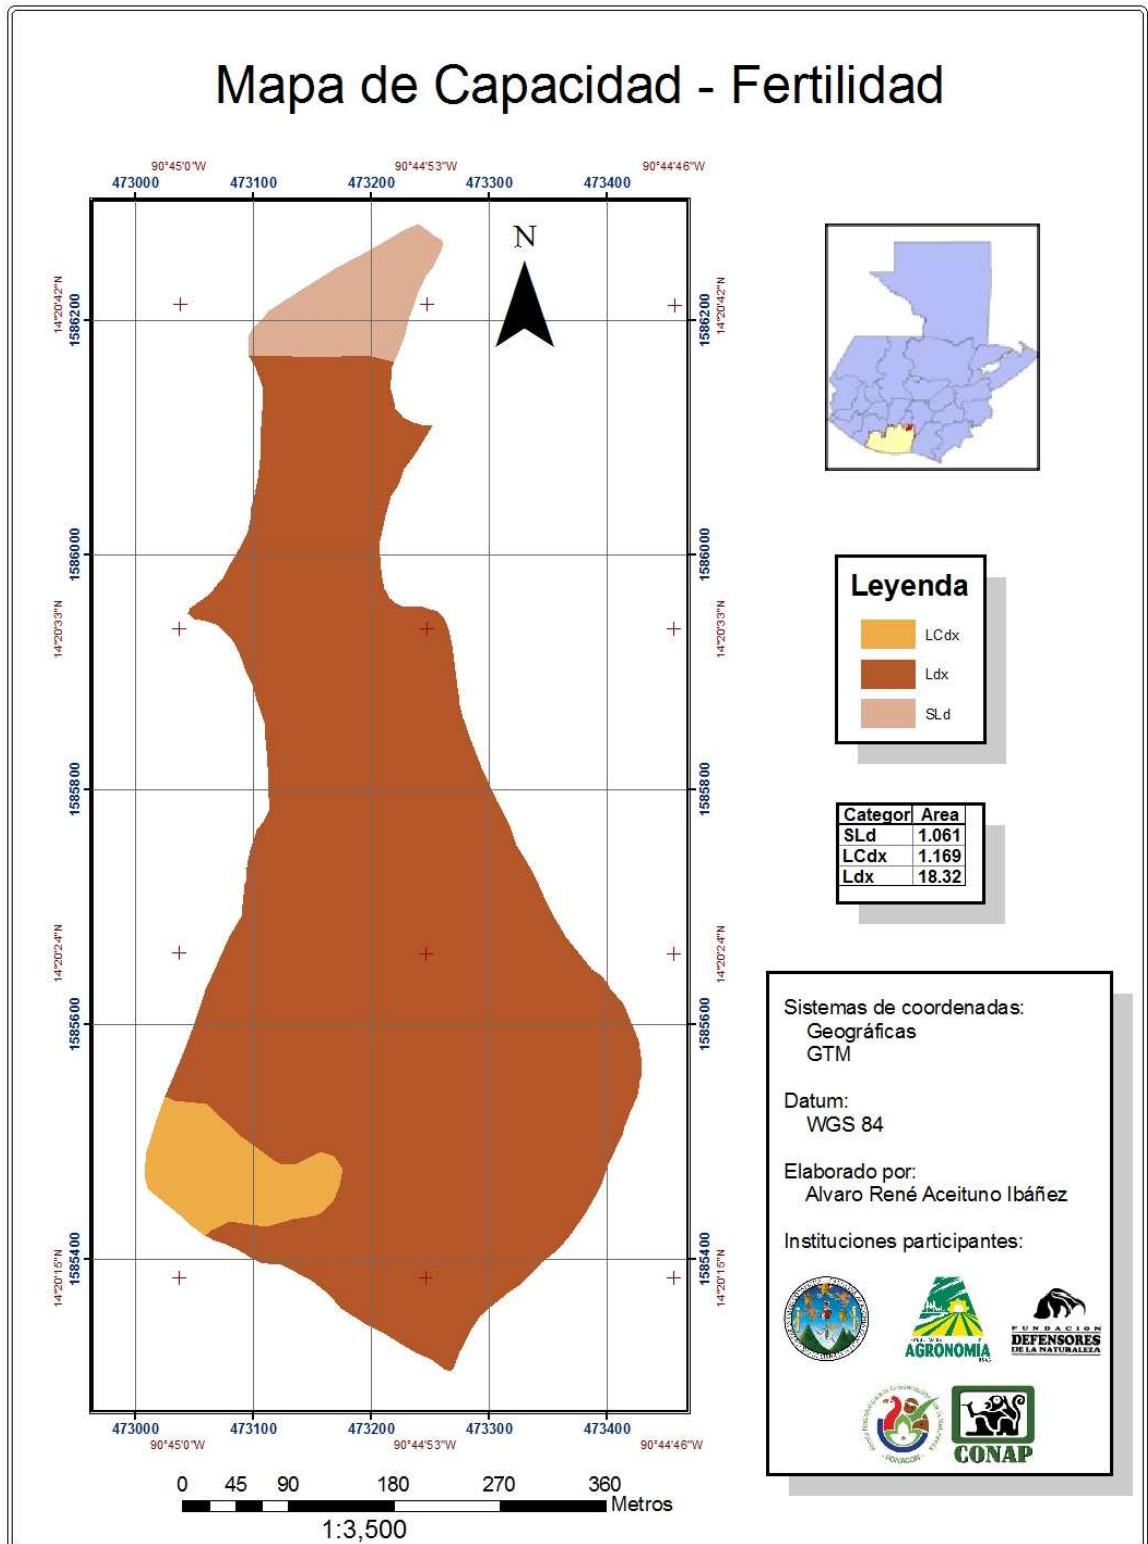 Mapa de Capacidad - Fertilidad
90°45'0"W 90°44'53"W 90°44'46"W
473000 473100 473200 473300 473400
N
14°20'42"N
1586200
1586200
14°20'42"N
1586000
1586000
14°20'33"N
14°20'33"N
1585800
1585800
14°20'24"N
14°20'24"N
1585600
1585600
1585400
1585400
14°20'15"N
14°20'15"N
473000 473100 473200 473300 473400
90°45'0"W 90°44'53"W 90°44'46"W
0 45 90 180 270 360
Metros
1:3,500
Leyenda
LCdx
Ldx
SLd
Categor Area
SLd 1.061
LCdx 1.169
Ldx 18.32
Sistemas de coordenadas:
Geográficas
GTM
Datum:
WGS 84
Elaborado por:
Alvaro René Aceituno Ibáñez
Instituciones participantes:
AGRONOMIA
FUNDACION
DEFENSORES
DE LA NATURALEZA
FONACON
CONAP